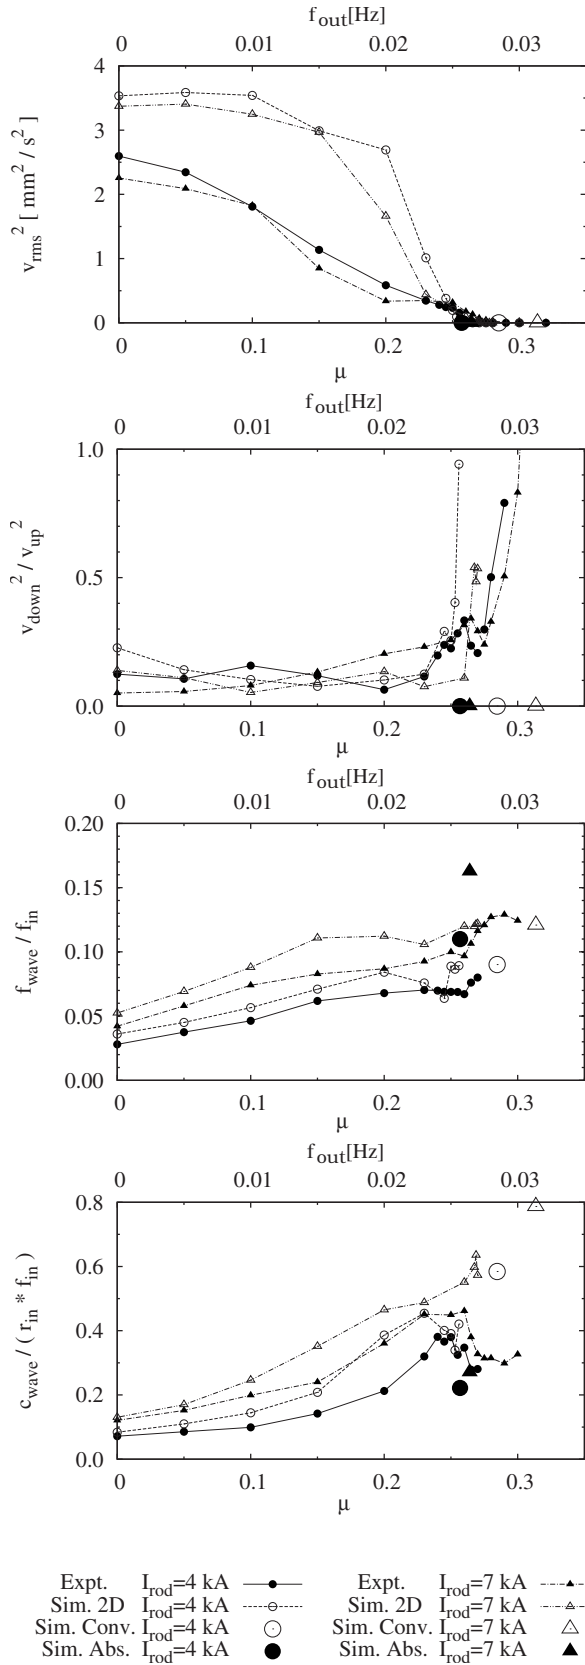 f_out[Hz]
0 0.01 0.02 0.03
4
3
2
1
0
v_rms^2 [ mm^2 / s^2 ]
0 0.1 0.2 0.3
μ
f_out[Hz]
0 0.01 0.02 0.03
1.0
0.5
0.0
v_down^2 / v_up^2
0 0.1 0.2 0.3
μ
f_out[Hz]
0 0.01 0.02 0.03
0.20
0.15
0.10
0.05
0.00
f_wave / f_in
0 0.1 0.2 0.3
μ
f_out[Hz]
0 0.01 0.02 0.03
0.8
0.6
0.4
0.2
0.0
c_wave / ( r_in * f_in )
0 0.1 0.2 0.3
μ
Expt. I_rod=4 kA Expt. I_rod=7 kA
Sim. 2D I_rod=4 kA Sim. 2D I_rod=7 kA
Sim. Conv. I_rod=4 kA Sim. Conv. I_rod=7 kA
Sim. Abs. I_rod=4 kA Sim. Abs. I_rod=7 kA